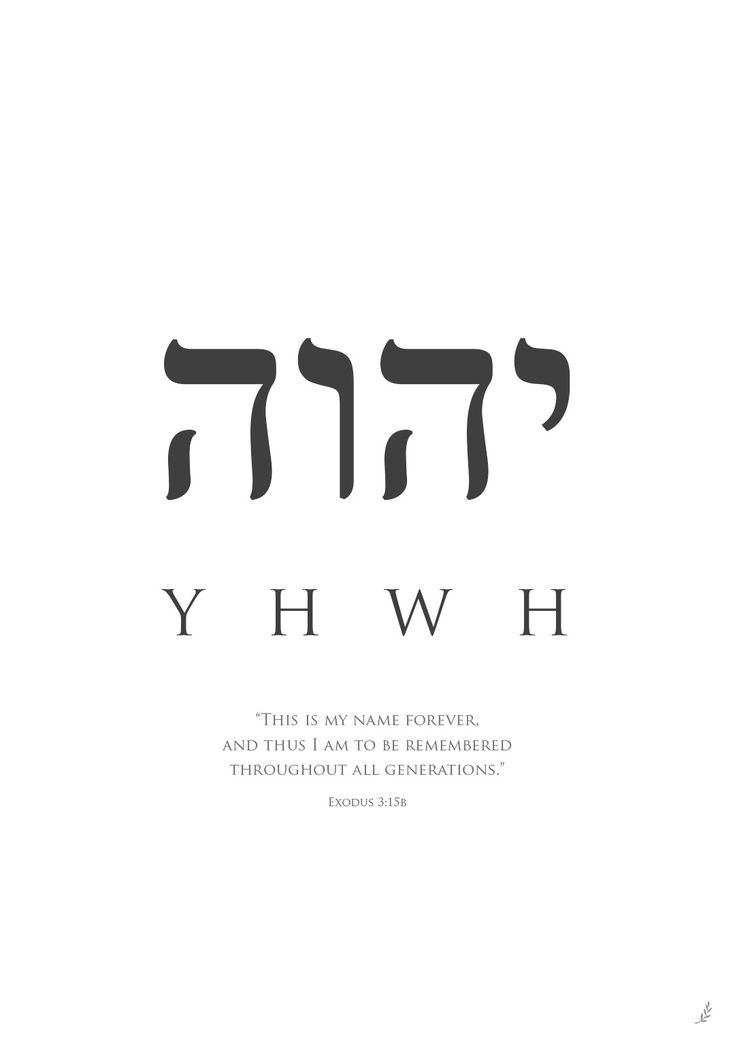 יהוה
Y H W H
“This is my name forever,
and thus I am to be remembered
throughout all generations.”
Exodus 3:15b